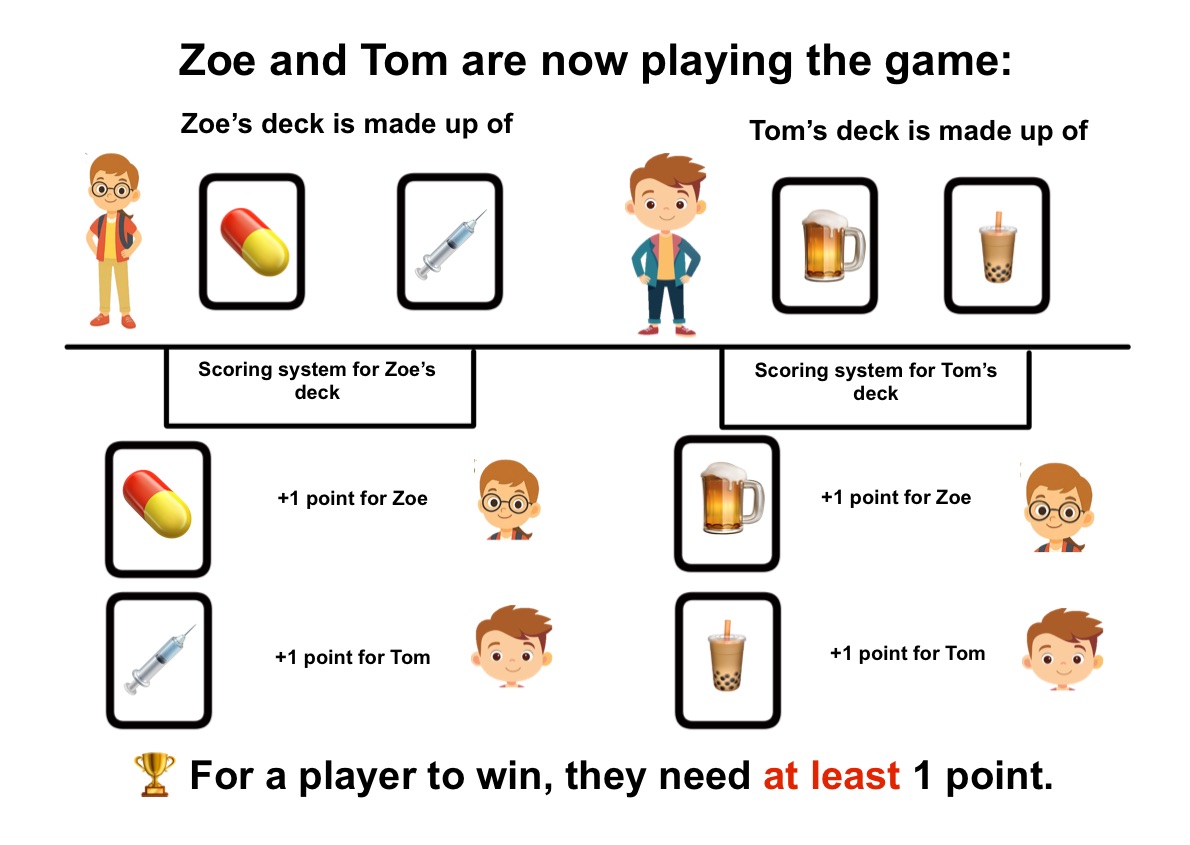 Zoe and Tom are now playing the game:
Zoe’s deck is made up of
Tom’s deck is made up of
Scoring system for Zoe’s
deck
Scoring system for Tom’s
deck
+1 point for Zoe
+1 point for Zoe
+1 point for Tom
+1 point for Tom
For a player to win, they need at least 1 point.